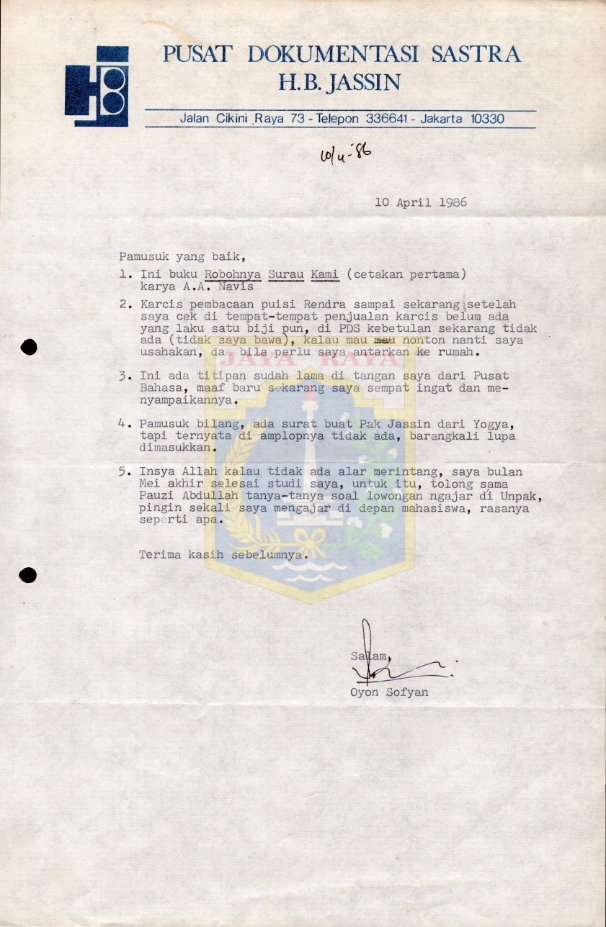 PUSAT DOKUMENTASI SASTRA
H.B. JASSIN
Jalan Cikini Raya 73 - Telepon 336641 - Jakarta 10330
10/4-'86
10 April 1986
Pamusuk yang baik,
1. Ini buku Robohnya Surau Kami (cetakan pertama)
karya A.A. Navis
2. Karcis pembacaan puisi Rendra sampai sekarang setelah
saya cek di tempat-tempat penjualan karcis belum ada
yang laku satu biji pun, di PDS kebetulan sekarang tidak
ada (tidak saya bawa), kalau mau mau nonton nanti saya
usahakan, dan bila perlu saya antarkan ke rumah.
JAYA RAYA
3. Ini ada titipan sudah lama di tangan saya dari Pusat
Bahasa, maaf baru sekarang saya sempat ingat dan me-
nyampaikannya.
4. Pamusuk bilang, ada surat buat Pak Jassin dari Yogya,
tapi ternyata di amplopnya tidak ada, barangkali lupa
dimasukkan.
5. Insya Allah kalau tidak ada alar merintang, saya bulan
Mei akhir selesai studi saya, untuk itu, tolong sama
Pauzi Abdullah tanya-tanya soal lowongan ngajar di Unpak,
pingin sekali saya mengajar di depan mahasiswa, rasanya
seperti apa.
Terima kasih sebelumnya.
Salam,
Oyon Sofyan